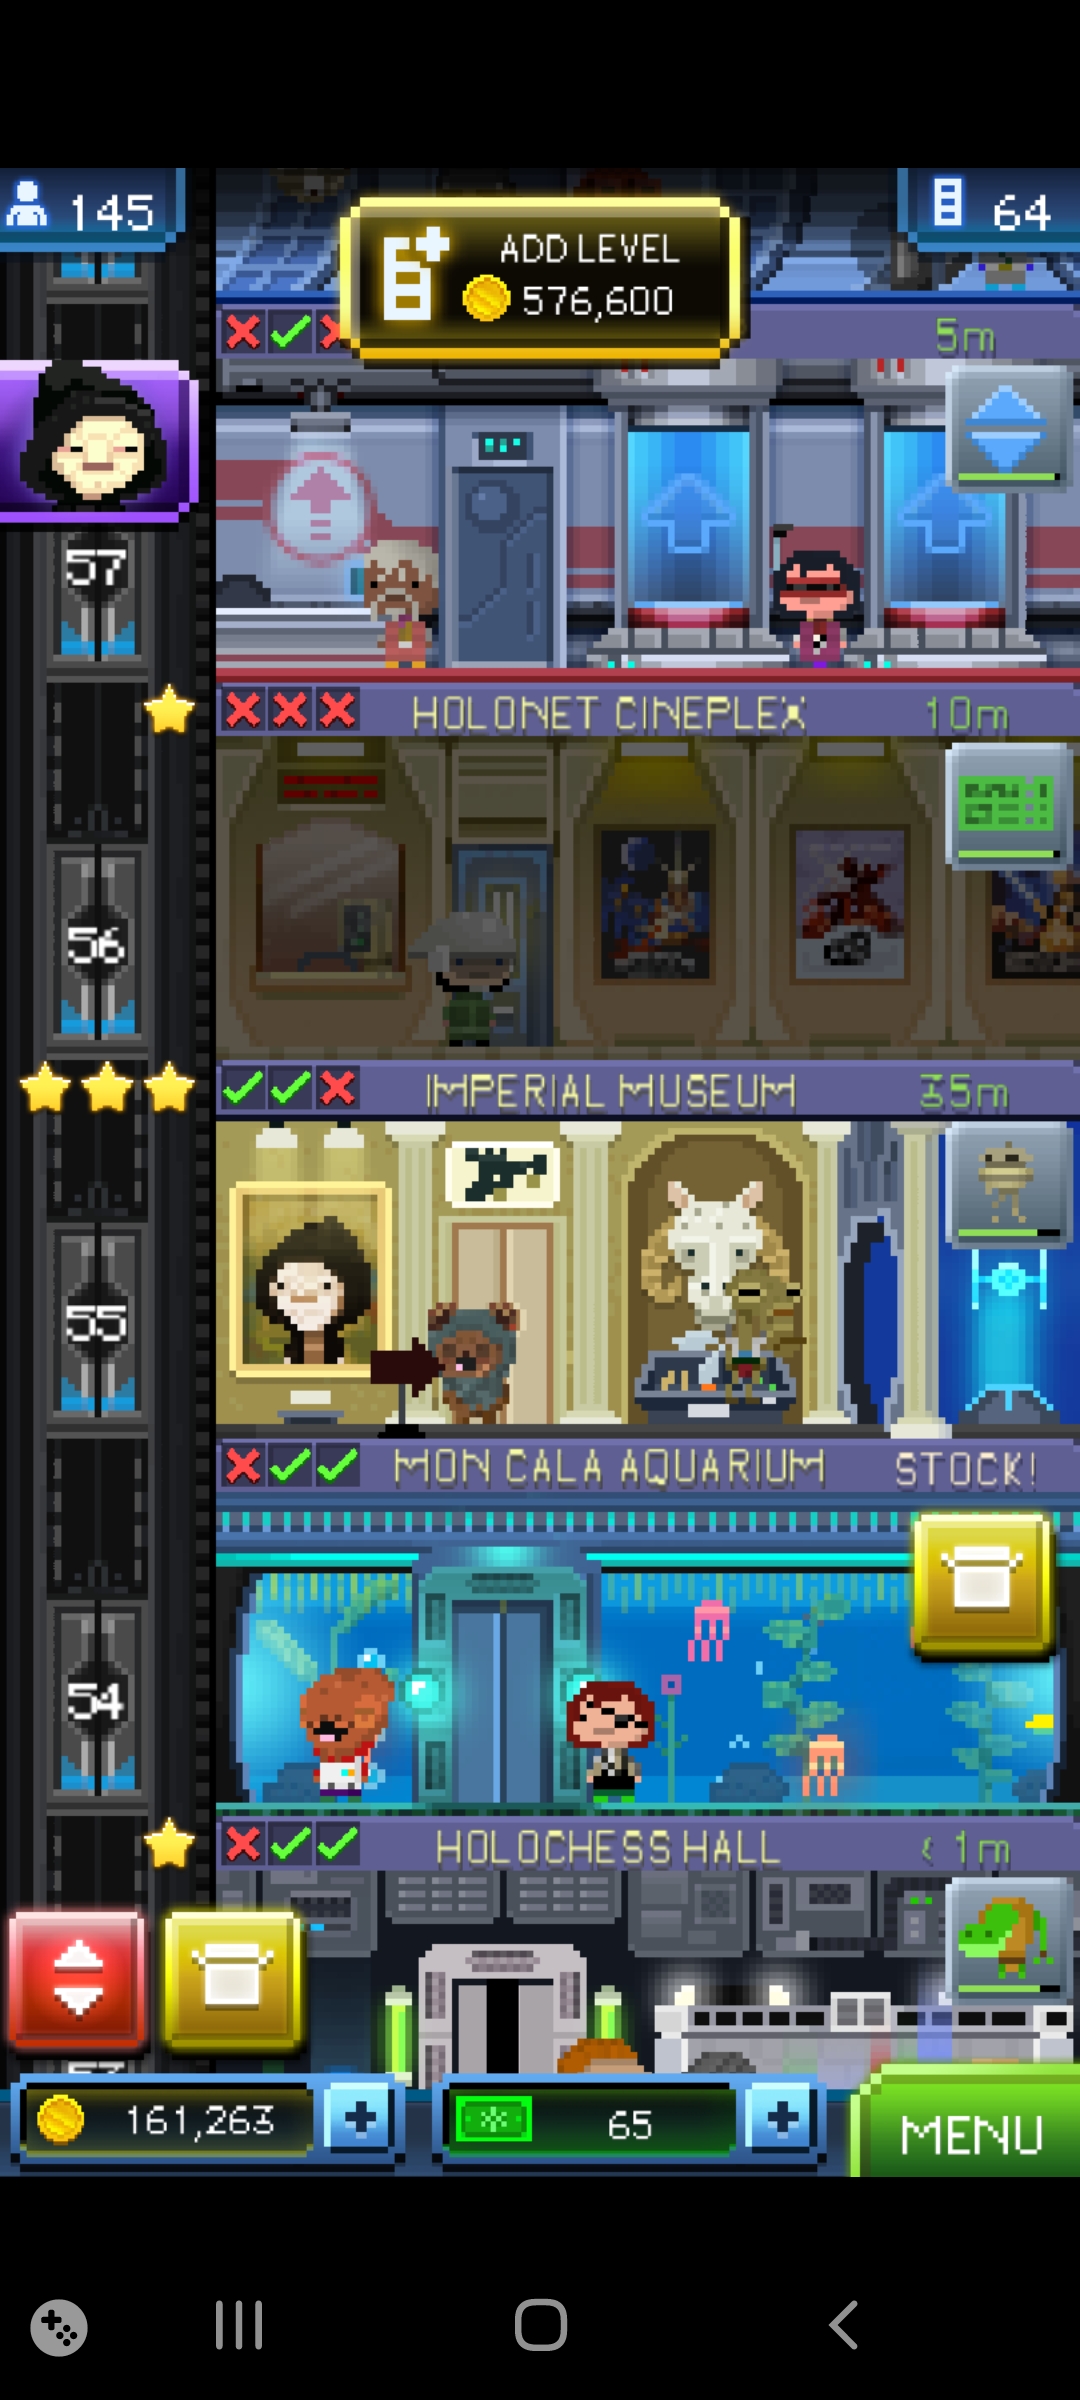 145
64
ADD LEVEL
576,600
5m
57
HOLONET CINEPLEX 10m
56
IMPERIAL MUSEUM 35m
55
MON CALA AQUARIUM STOCK!
54
HOLOCHESS HALL < 1m
161,263
65
MENU